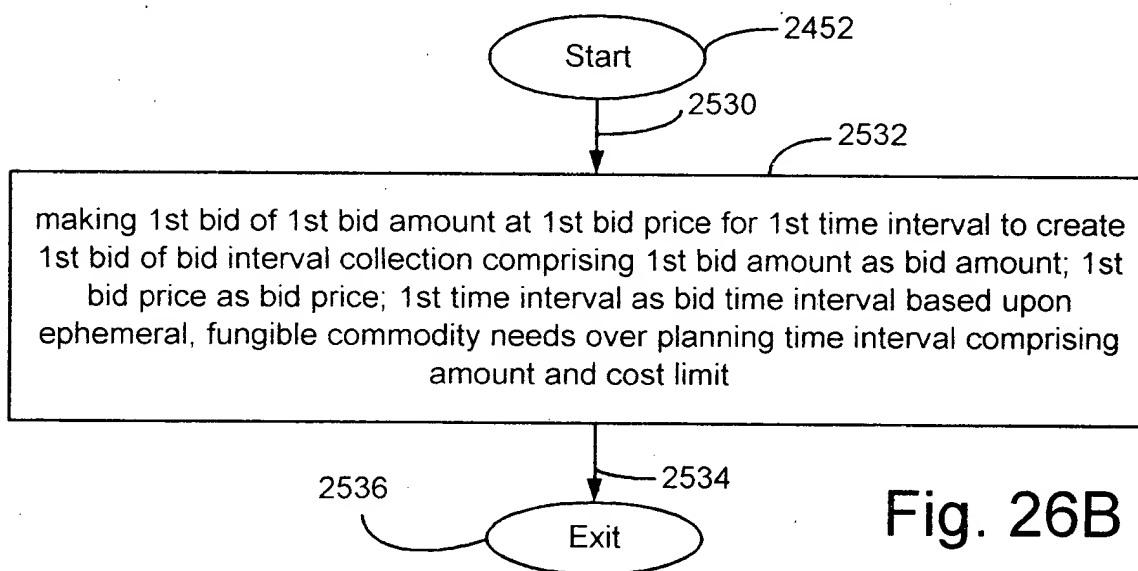 Start
2452
2530
2532
making 1st bid of 1st bid amount at 1st bid price for 1st time interval to create
1st bid of bid interval collection comprising 1st bid amount as bid amount; 1st
bid price as bid price; 1st time interval as bid time interval based upon
ephemeral, fungible commodity needs over planning time interval comprising
amount and cost limit
2534
2536
Exit
Fig. 26B